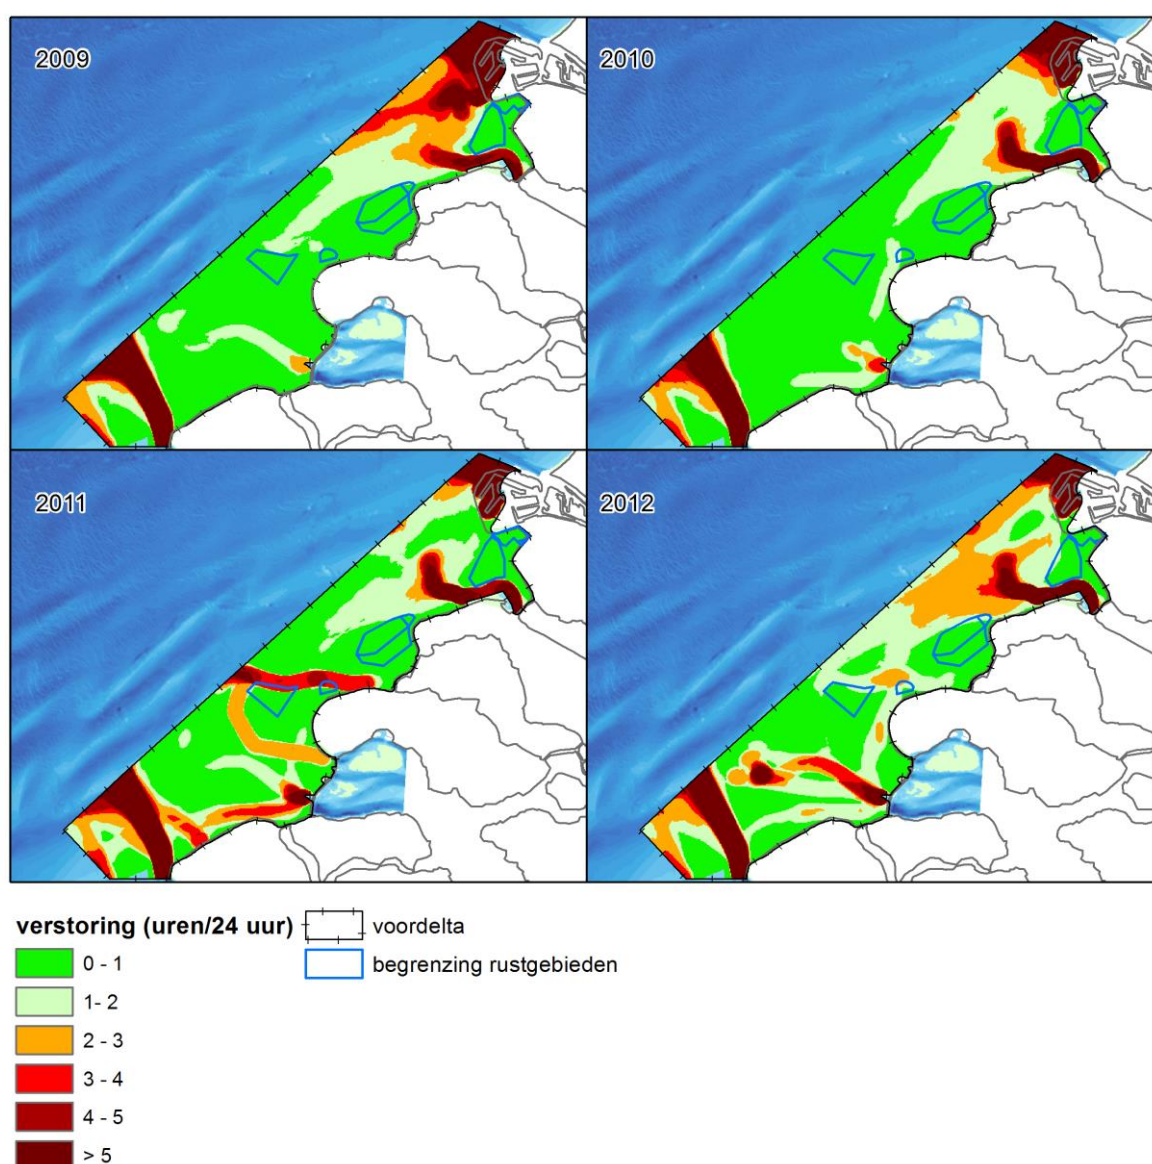 2009
2010
2011
2012
verstoring (uren/24 uur)
voordelta
0 - 1
begrenzing rustgebieden
1- 2
2 - 3
3 - 4
4 - 5
> 5